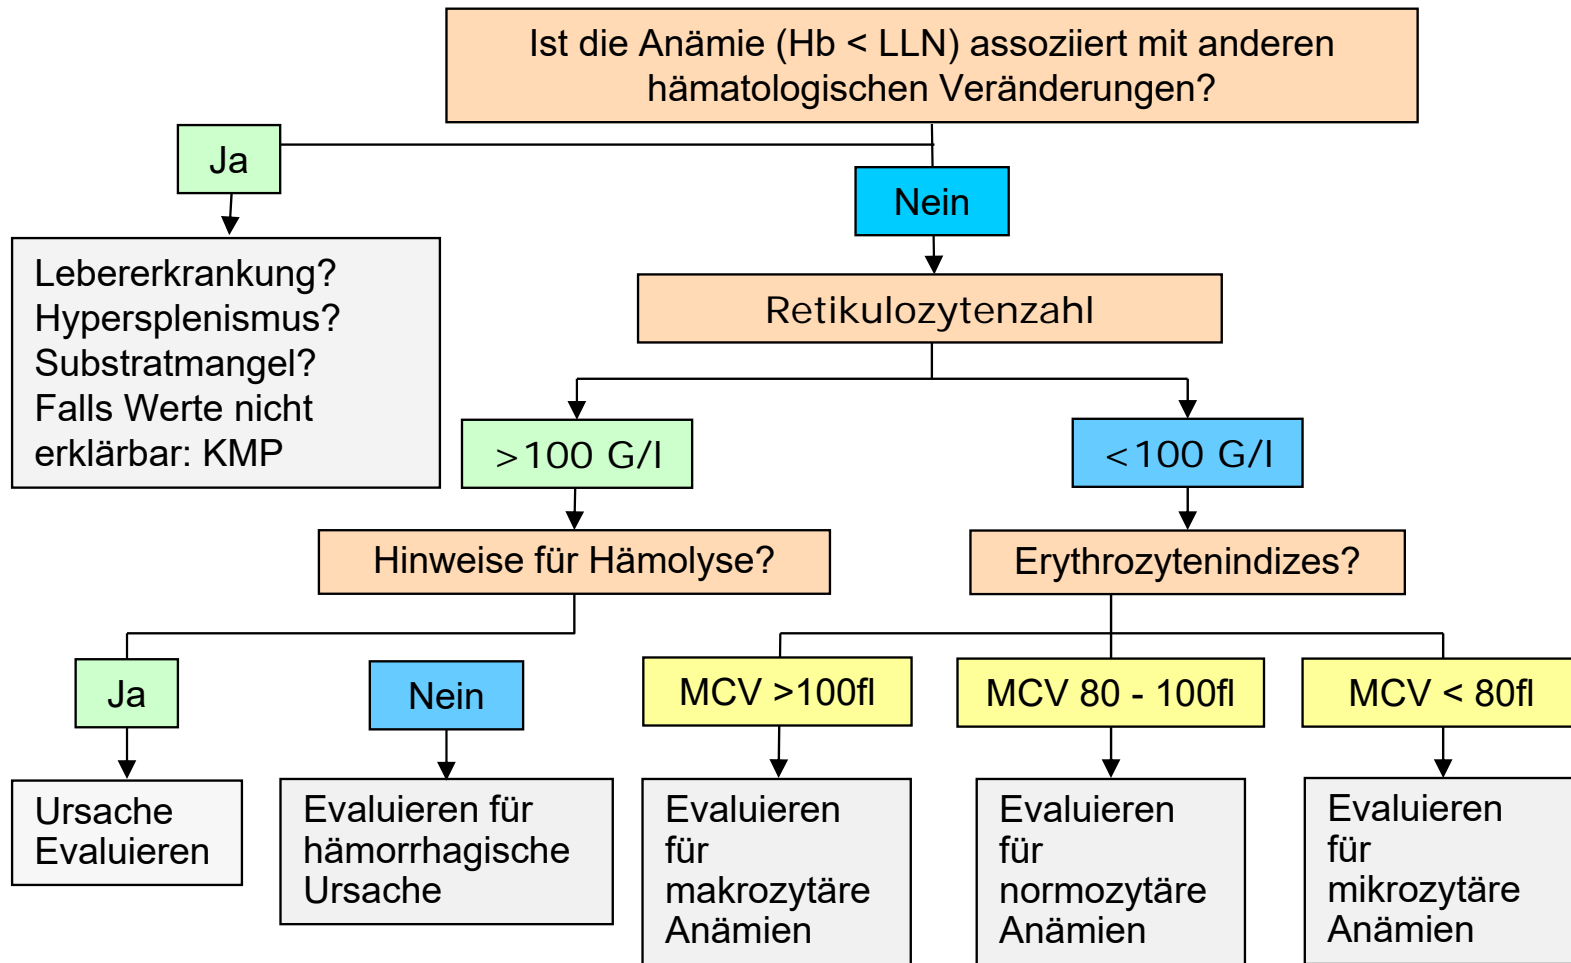 Ist die Anämie (Hb < LLN) assoziiert mit anderen
hämatologischen Veränderungen?
Ja
Nein
Lebererkrankung?
Hypersplenismus?
Substratmangel?
Falls Werte nicht
erklärbar: KMP
Retikulozytenzahl
>100 G/l
<100 G/l
Hinweise für Hämolyse?
Erythrozytenindizes?
Ja
Nein
MCV >100fl
MCV 80 - 100fl
MCV < 80fl
Ursache
Evaluieren
Evaluieren für
hämorrhagische
Ursache
Evaluieren
für
makrozytäre
Anämien
Evaluieren
für
normozytäre
Anämien
Evaluieren
für
mikrozytäre
Anämien